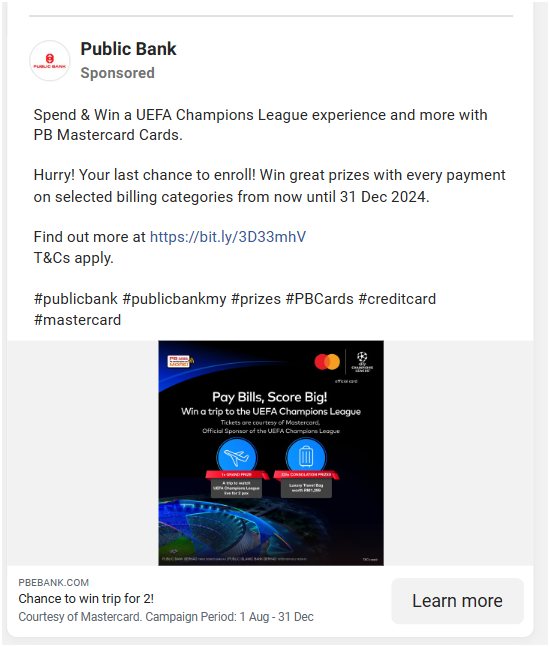 PUBLIC BANK
Public Bank
Sponsored
Spend & Win a UEFA Champions League experience and more with
PB Mastercard Cards.
Hurry! Your last chance to enroll! Win great prizes with every payment
on selected billing categories from now until 31 Dec 2024.
Find out more at https://bit.ly/3D33mhV
T&Cs apply.
#publicbank #publicbankmy #prizes #PBCards #creditcard
#mastercard
official card
Pay Bills, Score Big!
Win a trip to the UEFA Champions League
Tickets are courtesy of Mastercard,
Official Sponsor of the UEFA Champions League
1x GRAND PRIZE
A trip to watch
UEFA Champions League
live for 2 pax
CONSOLATION PRIZES
Luxury Travel Bag
worth
PBEBANK.COM
Chance to win trip for 2!
Courtesy of Mastercard. Campaign Period: 1 Aug - 31 Dec
Learn more